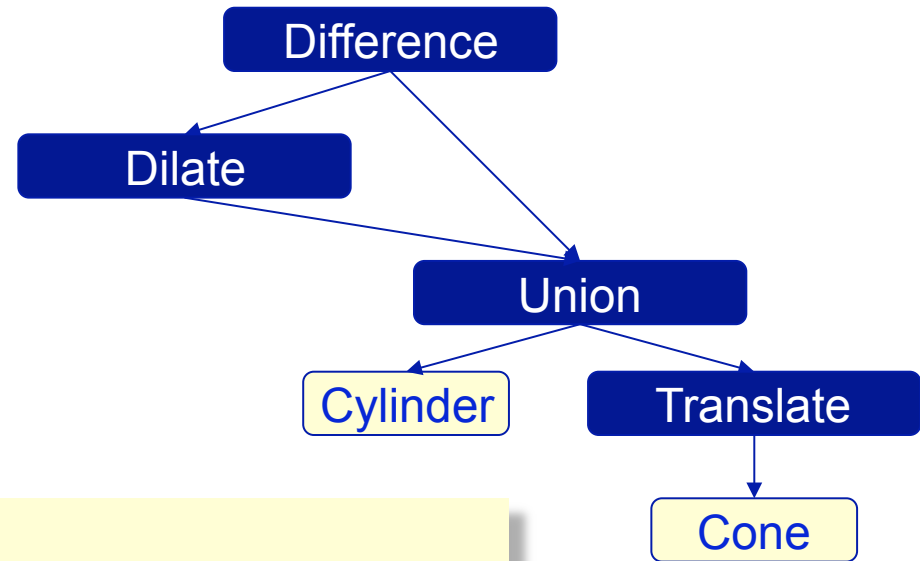 Difference
Dilate
Union
Cylinder
Translate
Cone